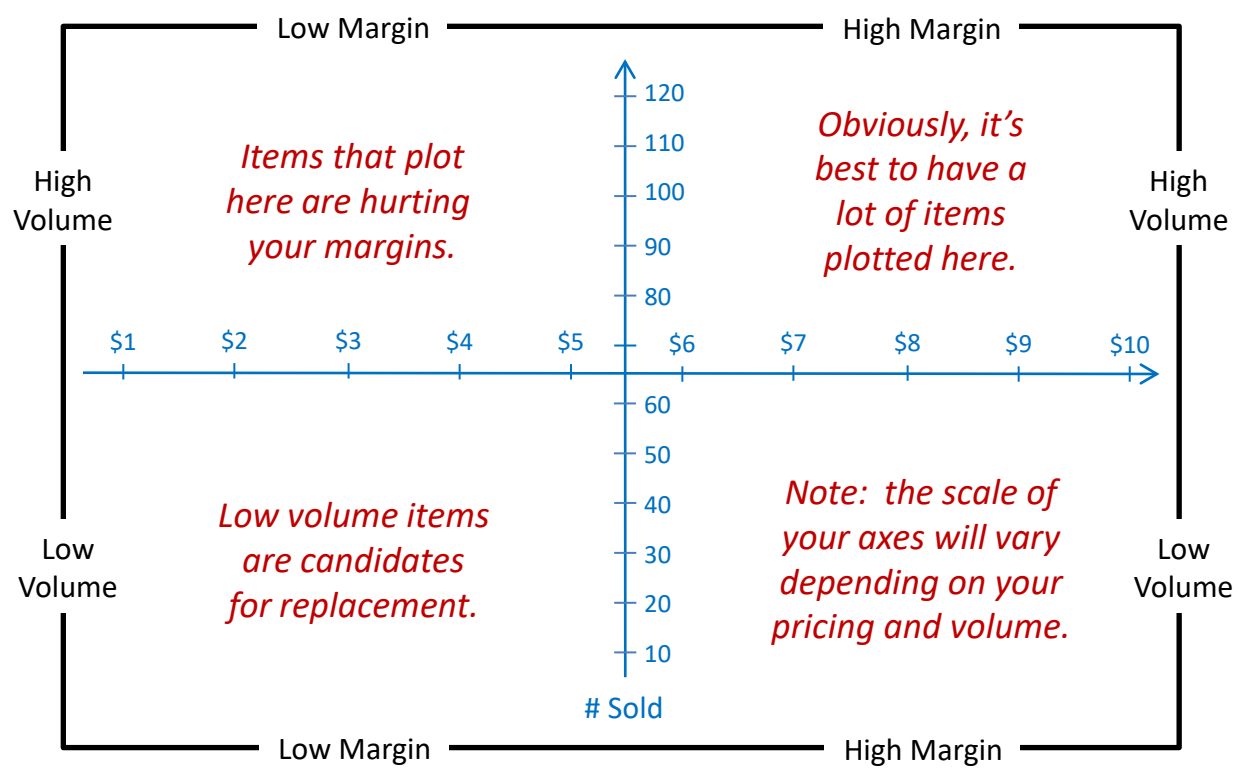 Low Margin
High Margin
120
110
100
90
80
Items that plot
here are hurting
your margins.
Obviously, it’s
best to have a
lot of items
plotted here.
High
Volume
High
Volume
$1 $2 $3 $4 $5 $6 $7 $8 $9 $10
60
50
40
30
20
10
Low volume items
are candidates
for replacement.
Note: the scale of
your axes will vary
depending on your
pricing and volume.
Low
Volume
Low
Volume
# Sold
Low Margin
High Margin